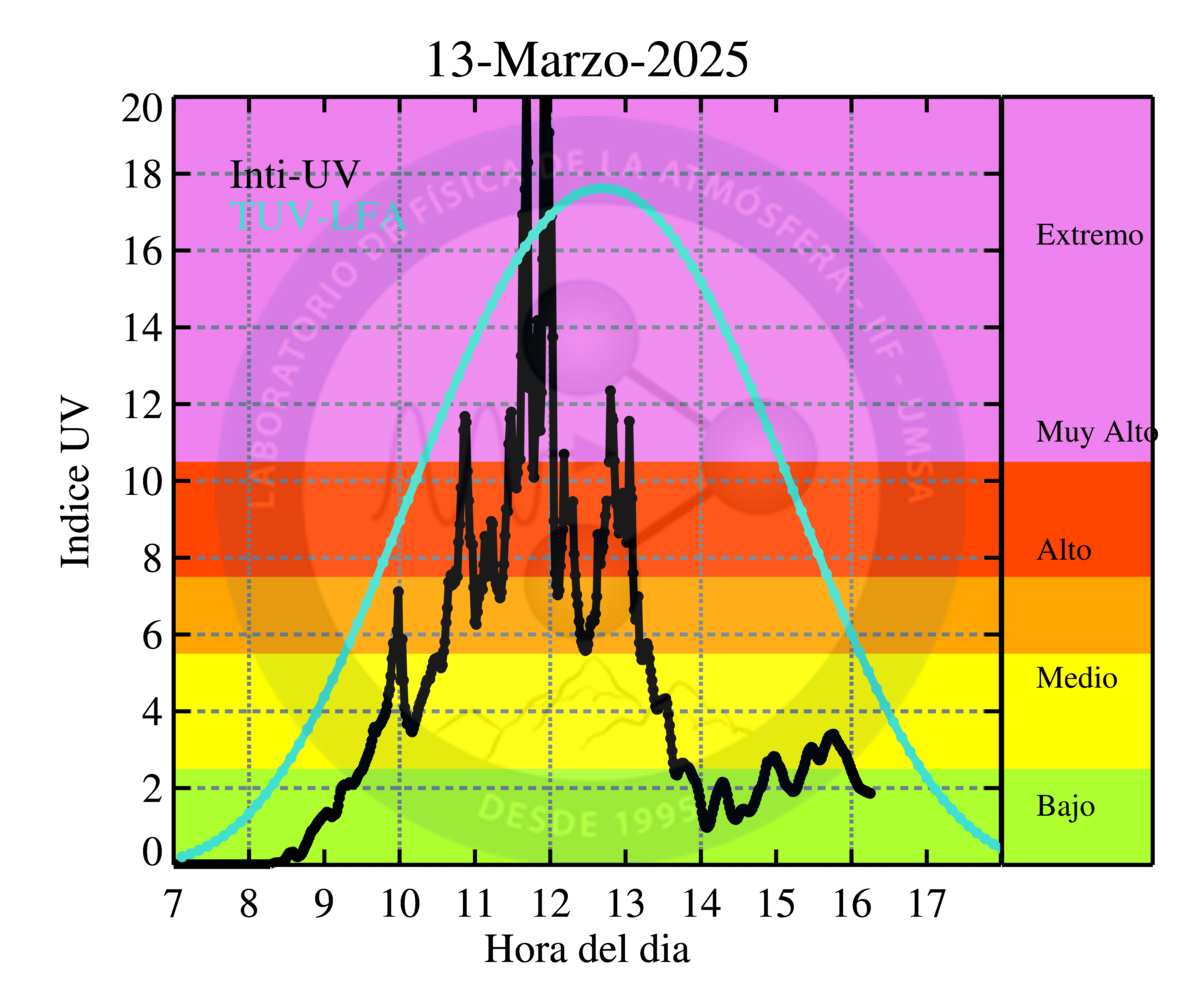 13-Marzo-2025
20
18
16
14
12
10
8
6
4
2
0
Indice UV
Inti-UV
TUV-LFA
LABORATORIO DE FÍSICA DE LA ATMÓSFERA - IIF - UMSA
DESDE 1995
Extremo
Muy Alto
Alto
Medio
Bajo
7 8 9 10 11 12 13 14 15 16 17
Hora del dia